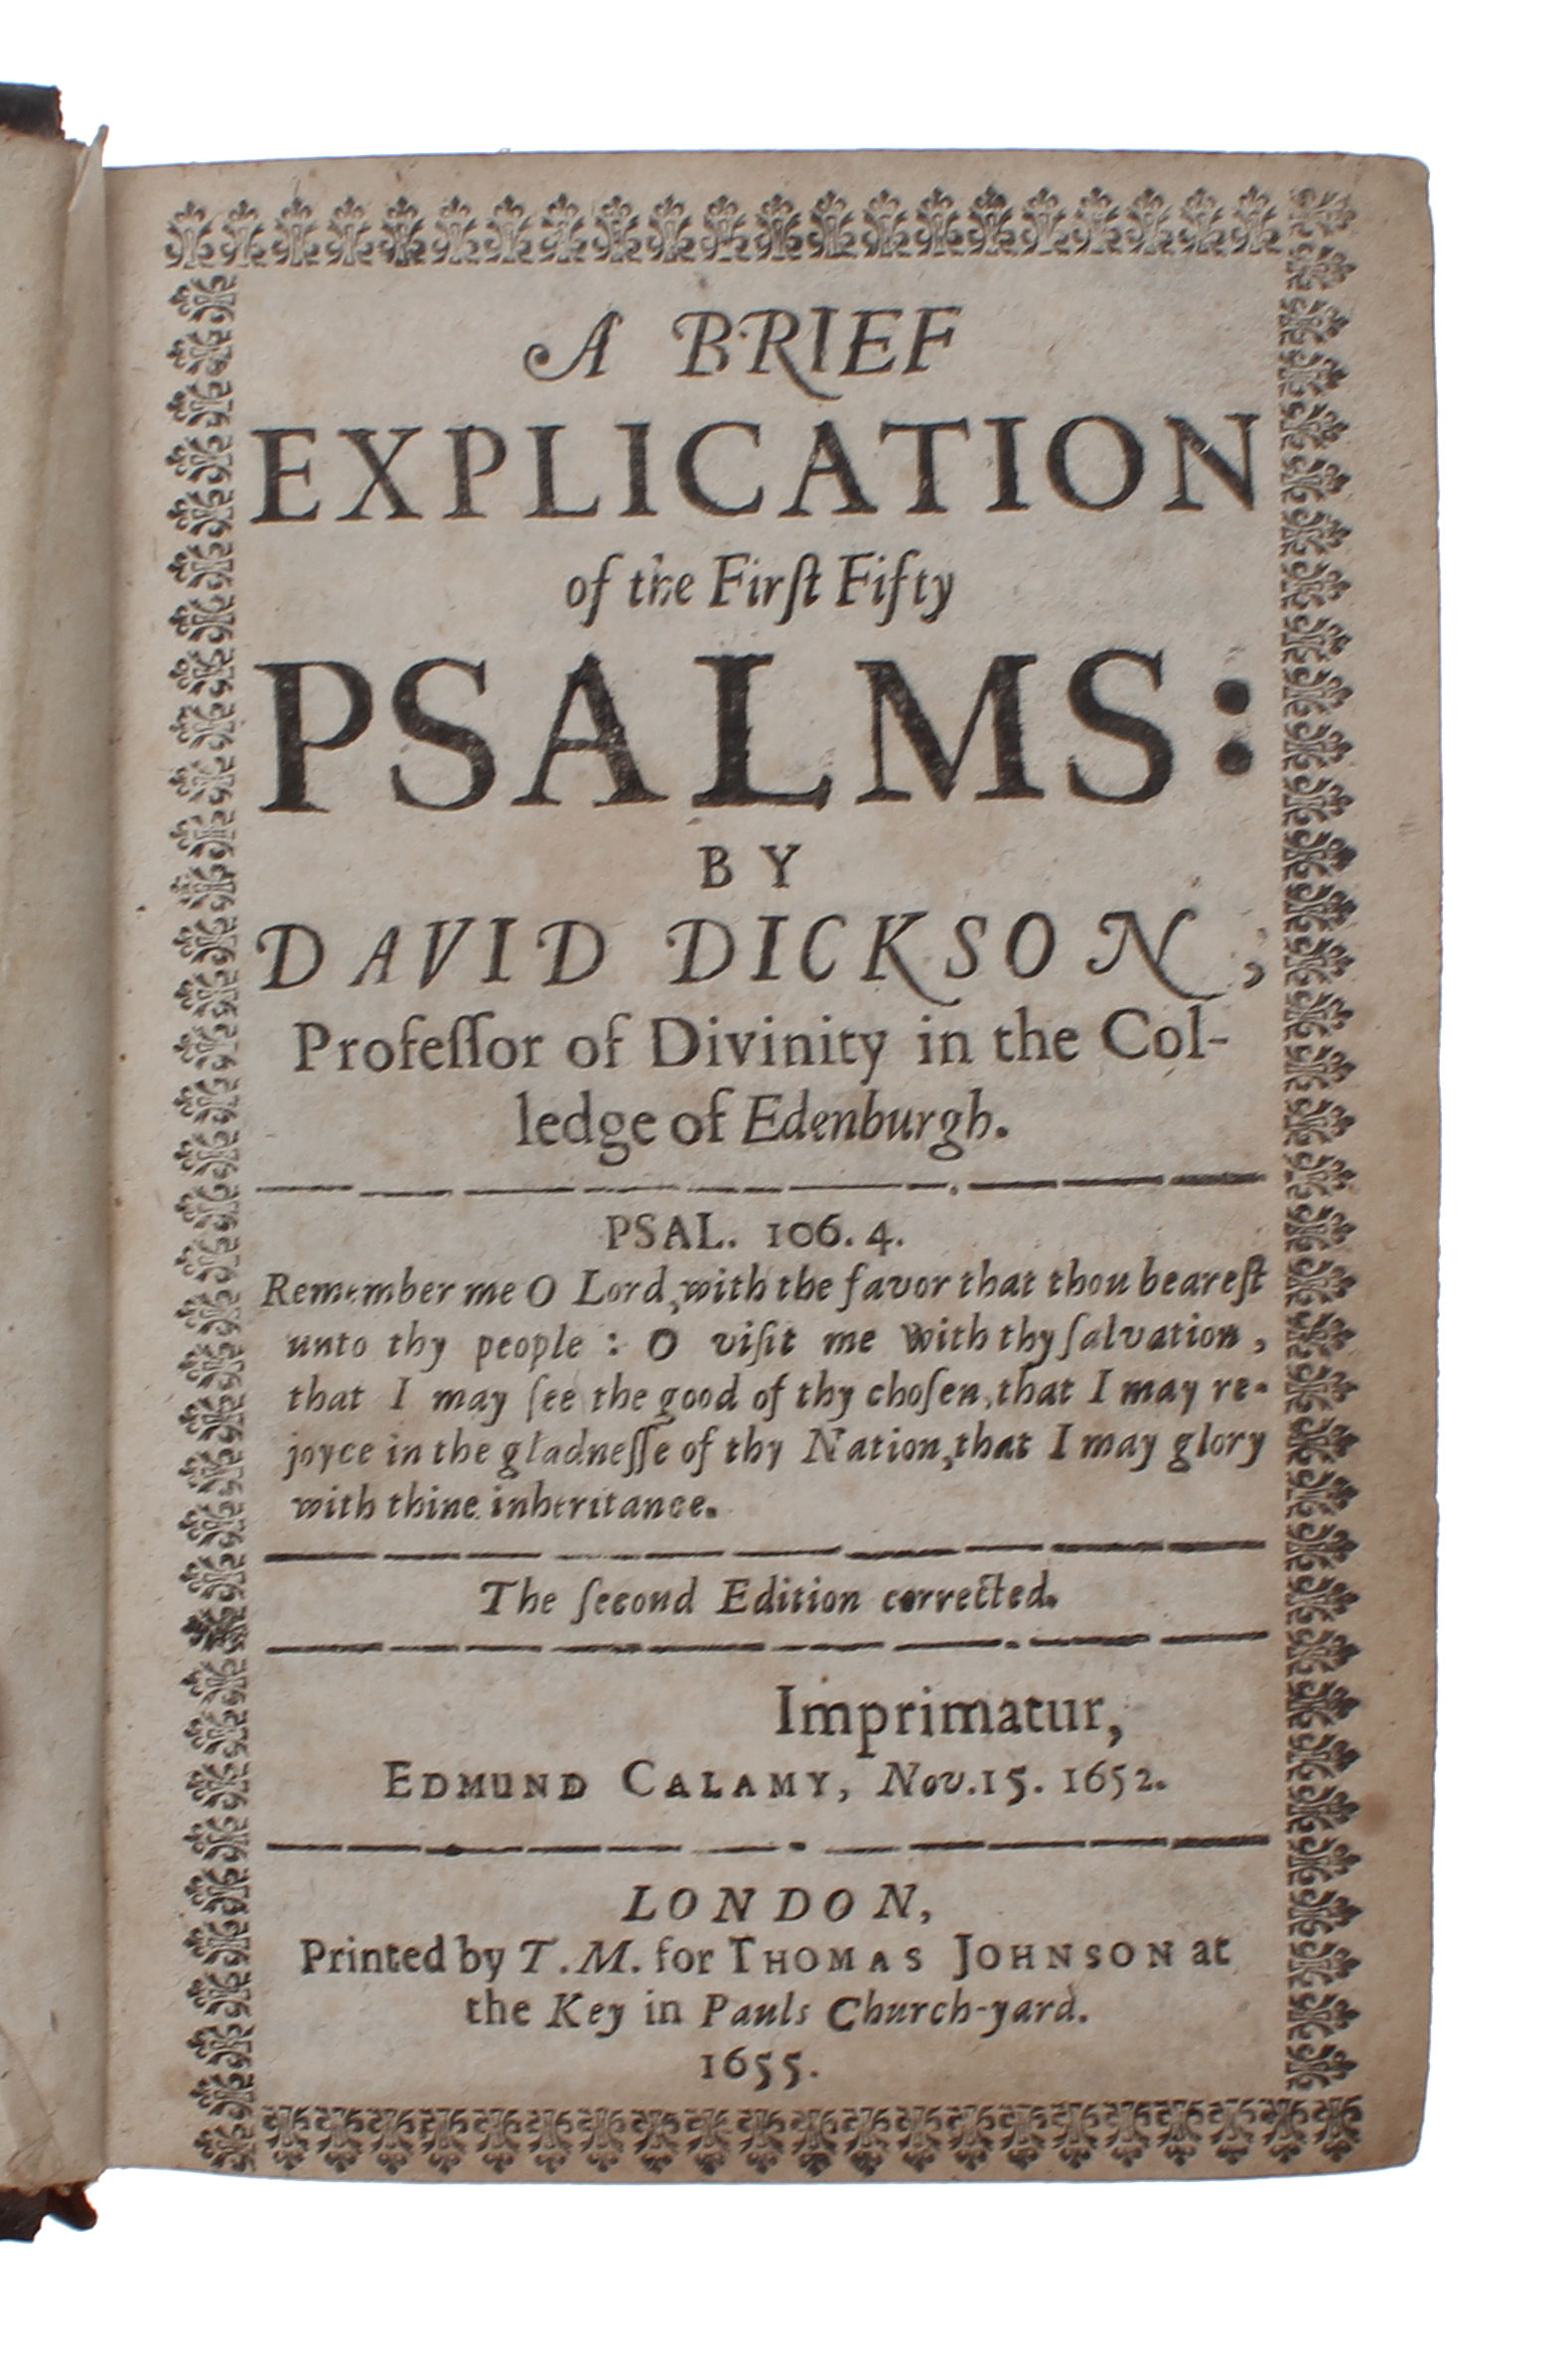 A BRIEF
EXPLICATION
of the Firſt Fifty
PSALMS:
BY
DAVID DICKSON,
Profeſſor of Divinity in the Col-
ledge of Edenburgh.
PSAL. 106. 4.
Remember me O Lord, with the favor that thou beareſt
unto thy people : O viſit me with thy ſalvation,
that I may ſee the good of thy choſen, that I may re-
joyce in the gladneſſe of thy Nation, that I may glory
with thine inheritance.
The ſecond Edition corrected.
Imprimatur,
EDMUND CALAMY, Nov. 15. 1652.
LONDON,
Printed by T. M. for THOMAS JOHNSON at
the Key in Pauls Church-yard.
1655.